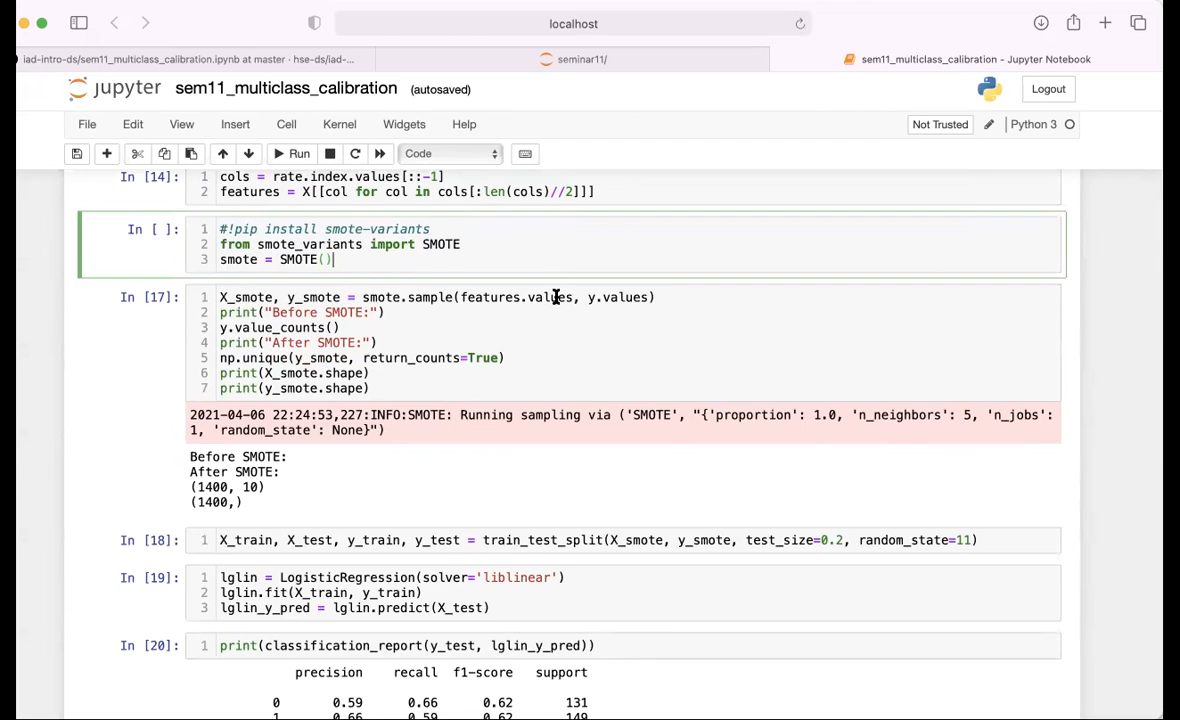 localhost
iad-intro-ds/sem11_multiclass_calibration.ipynb at master · hse-ds/iad-...
seminar11/
sem11_multiclass_calibration - Jupyter Notebook
jupyter sem11_multiclass_calibration (autosaved)
Logout
File Edit View Insert Cell Kernel Widgets Help
Not Trusted
Python 3
Run
Code
In [14]:
1 cols = rate.index.values[::-1]
2 features = X[[col for col in cols[:len(cols)//2]]]
In [ ]:
1 #!pip install smote-variants
2 from smote_variants import SMOTE
3 smote = SMOTE()
In [17]:
1 X_smote, y_smote = smote.sample(features.values, y.values)
2 print("Before SMOTE:")
3 y.value_counts()
4 print("After SMOTE:")
5 np.unique(y_smote, return_counts=True)
6 print(X_smote.shape)
7 print(y_smote.shape)
2021-04-06 22:24:53,227:INFO:SMOTE: Running sampling via ('SMOTE', "{'proportion': 1.0, 'n_neighbors': 5, 'n_jobs':
1, 'random_state': None}")
Before SMOTE:
After SMOTE:
(1400, 10)
(1400,)
In [18]:
1 X_train, X_test, y_train, y_test = train_test_split(X_smote, y_smote, test_size=0.2, random_state=11)
In [19]:
1 lglin = LogisticRegression(solver='liblinear')
2 lglin.fit(X_train, y_train)
3 lglin_y_pred = lglin.predict(X_test)
In [20]:
1 print(classification_report(y_test, lglin_y_pred))
precision recall f1-score support
0 0.59 0.66 0.62 131
1 0.66 0.59 0.62 149